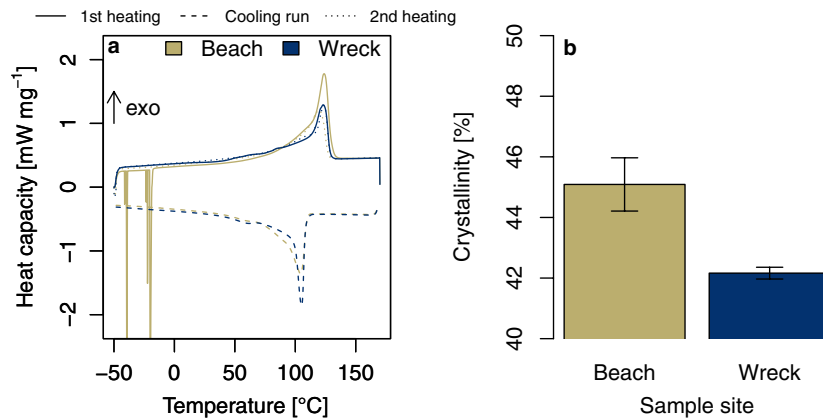 1st heating Cooling run 2nd heating
a Beach Wreck
exo
2
1
0
−1
−2
Heat capacity [mW mg−1]
−50 0 50 100 150
Temperature [°C]
b
50
48
46
44
42
40
Crystallinity [%]
Beach Wreck
Sample site